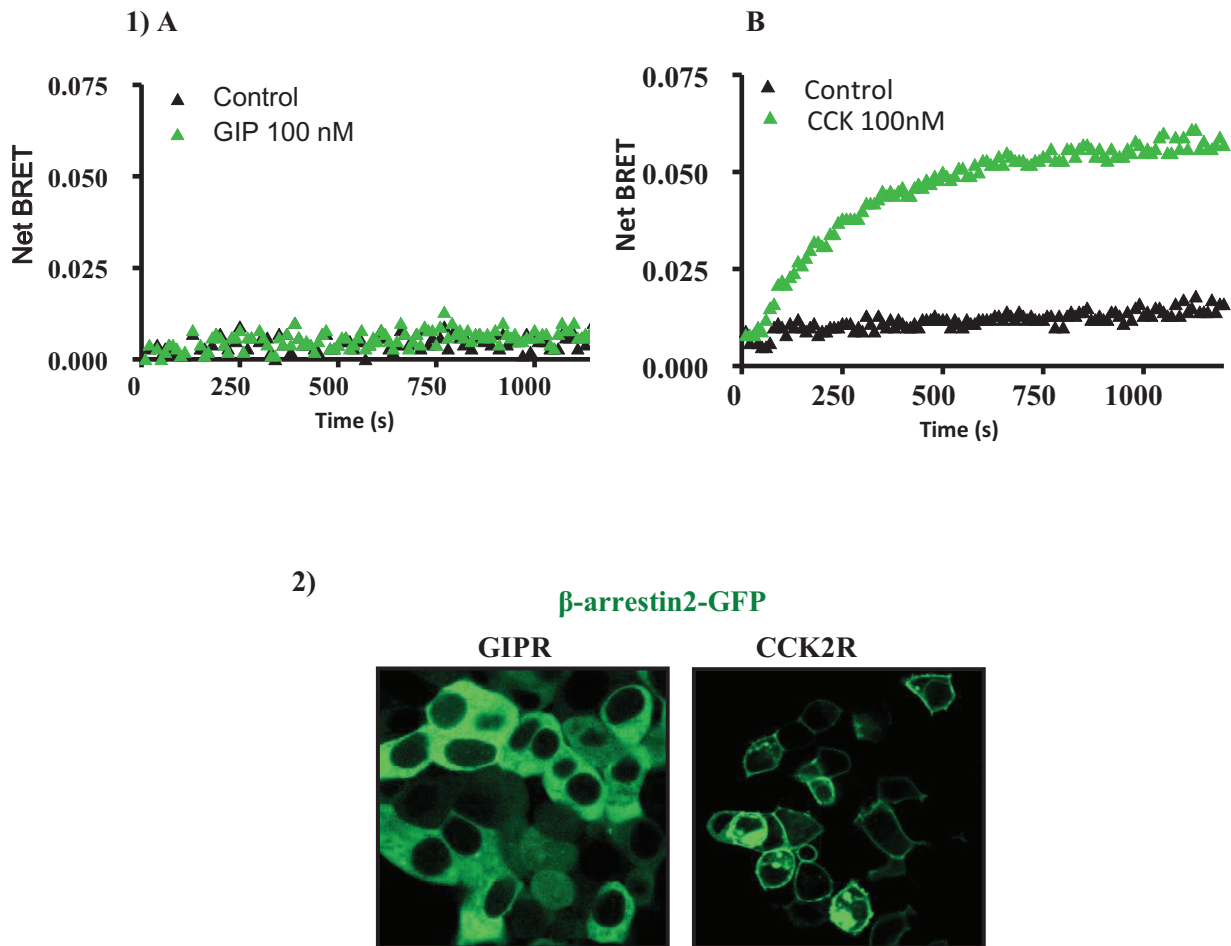 1) A
0.075
0.050
0.025
0.000
Net BRET
Control
GIP 100 nM
0 250 500 750 1000
Time (s)
B
0.075
0.050
0.025
0.000
Net BRET
Control
CCK 100nM
0 250 500 750 1000
Time (s)
2)
β-arrestin2-GFP
GIPR CCK2R